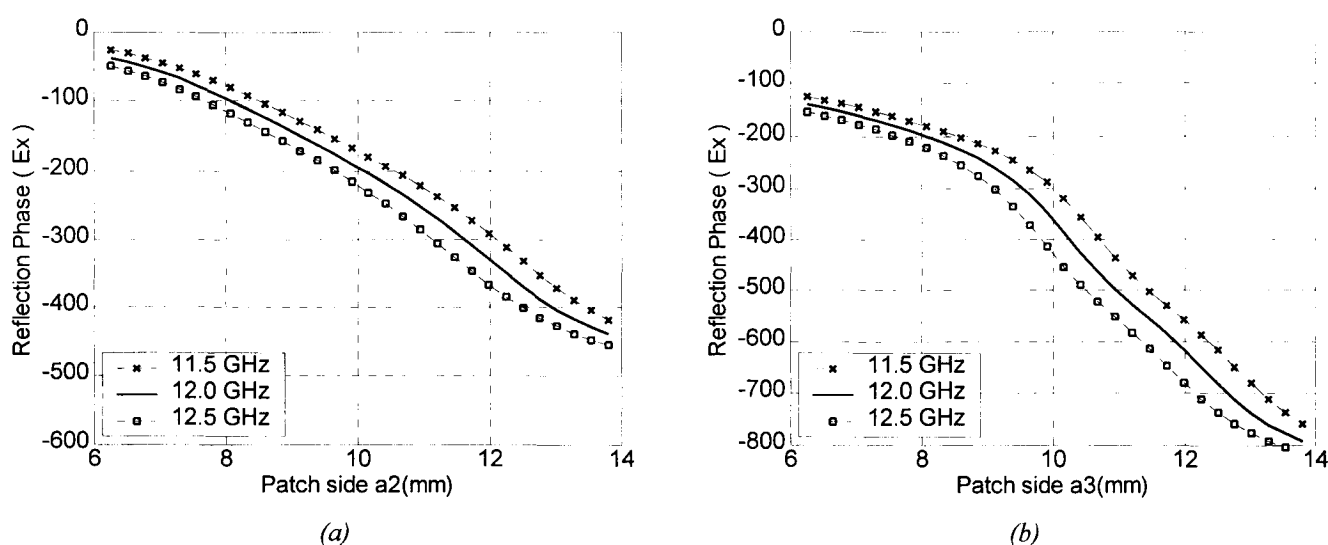 0
-100
-200
-300
-400
-500
-600
Reflection Phase ( Ex )
11.5 GHz
12.0 GHz
12.5 GHz
6
8
10
12
14
Patch side a2(mm)
(a)
0
-100
-200
-300
-400
-500
-600
-700
-800
Reflection Phase ( Ex )
11.5 GHz
12.0 GHz
12.5 GHz
6
8
10
12
14
Patch side a3(mm)
(b)